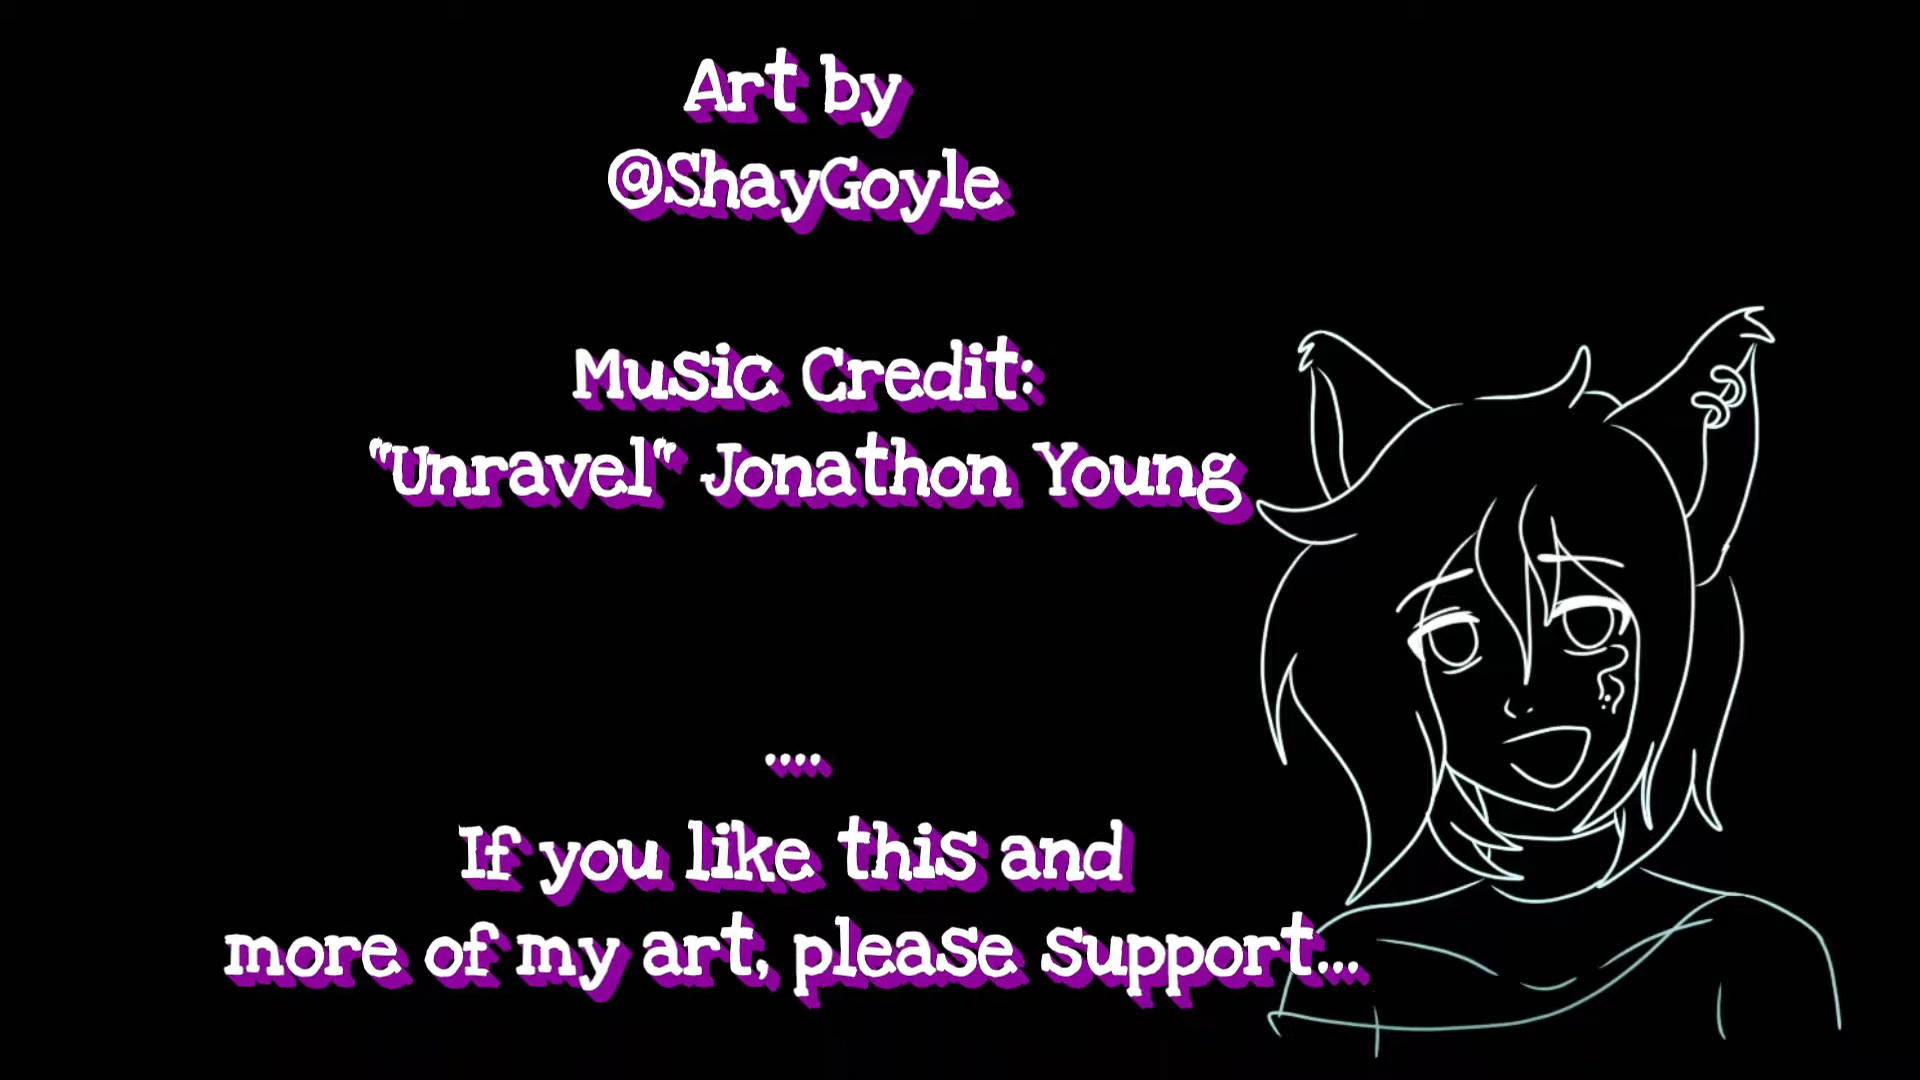 Art by
@ShayGoyle
Music Credit:
"Unravel" Jonathon Young
....
If you like this and
more of my art, please support...